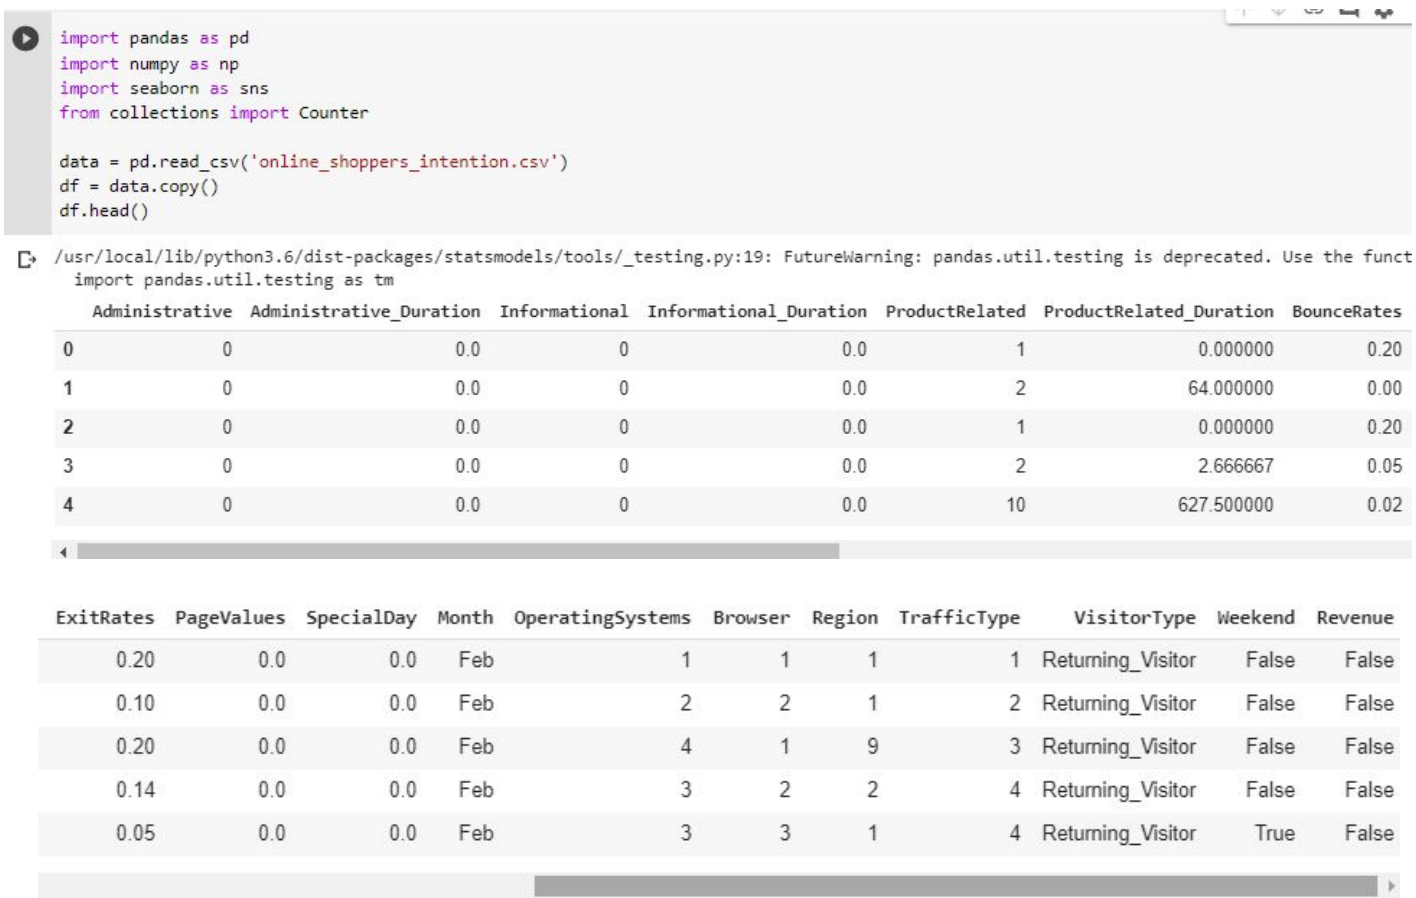 import pandas as pd
import numpy as np
import seaborn as sns
from collections import Counter
data = pd.read_csv('online_shoppers_intention.csv')
df = data.copy()
df.head()
/usr/local/lib/python3.6/dist-packages/statsmodels/tools/_testing.py:19: FutureWarning: pandas.util.testing is deprecated. Use the funct
import pandas.util.testing as tm
Administrative Administrative_Duration Informational Informational_Duration ProductRelated ProductRelated_Duration BounceRates
0 0 0.0 0 0.0 1 0.000000 0.20
1 0 0.0 0 0.0 2 64.000000 0.00
2 0 0.0 0 0.0 1 0.000000 0.20
3 0 0.0 0 0.0 2 2.666667 0.05
4 0 0.0 0 0.0 10 627.500000 0.02
ExitRates PageValues SpecialDay Month OperatingSystems Browser Region TrafficType VisitorType Weekend Revenue
0.20 0.0 0.0 Feb 1 1 1 1 Returning_Visitor False False
0.10 0.0 0.0 Feb 2 2 1 2 Returning_Visitor False False
0.20 0.0 0.0 Feb 4 1 9 3 Returning_Visitor False False
0.14 0.0 0.0 Feb 3 2 2 4 Returning_Visitor False False
0.05 0.0 0.0 Feb 3 3 1 4 Returning_Visitor True False